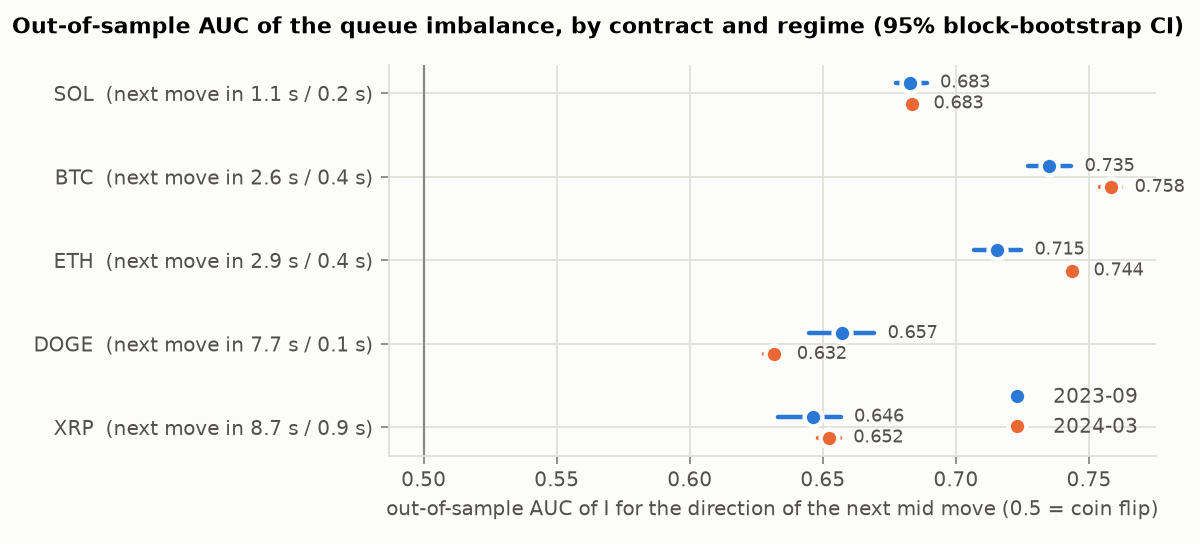 Out-of-sample AUC of the queue imbalance, by contract and regime (95% block-bootstrap CI)
SOL (next move in 1.1 s / 0.2 s)
0.683
0.683
BTC (next move in 2.6 s / 0.4 s)
0.735
0.758
ETH (next move in 2.9 s / 0.4 s)
0.715
0.744
DOGE (next move in 7.7 s / 0.1 s)
0.657
0.632
XRP (next move in 8.7 s / 0.9 s)
0.646
0.652
2023-09
2024-03
0.50 0.55 0.60 0.65 0.70 0.75
out-of-sample AUC of I for the direction of the next mid move (0.5 = coin flip)